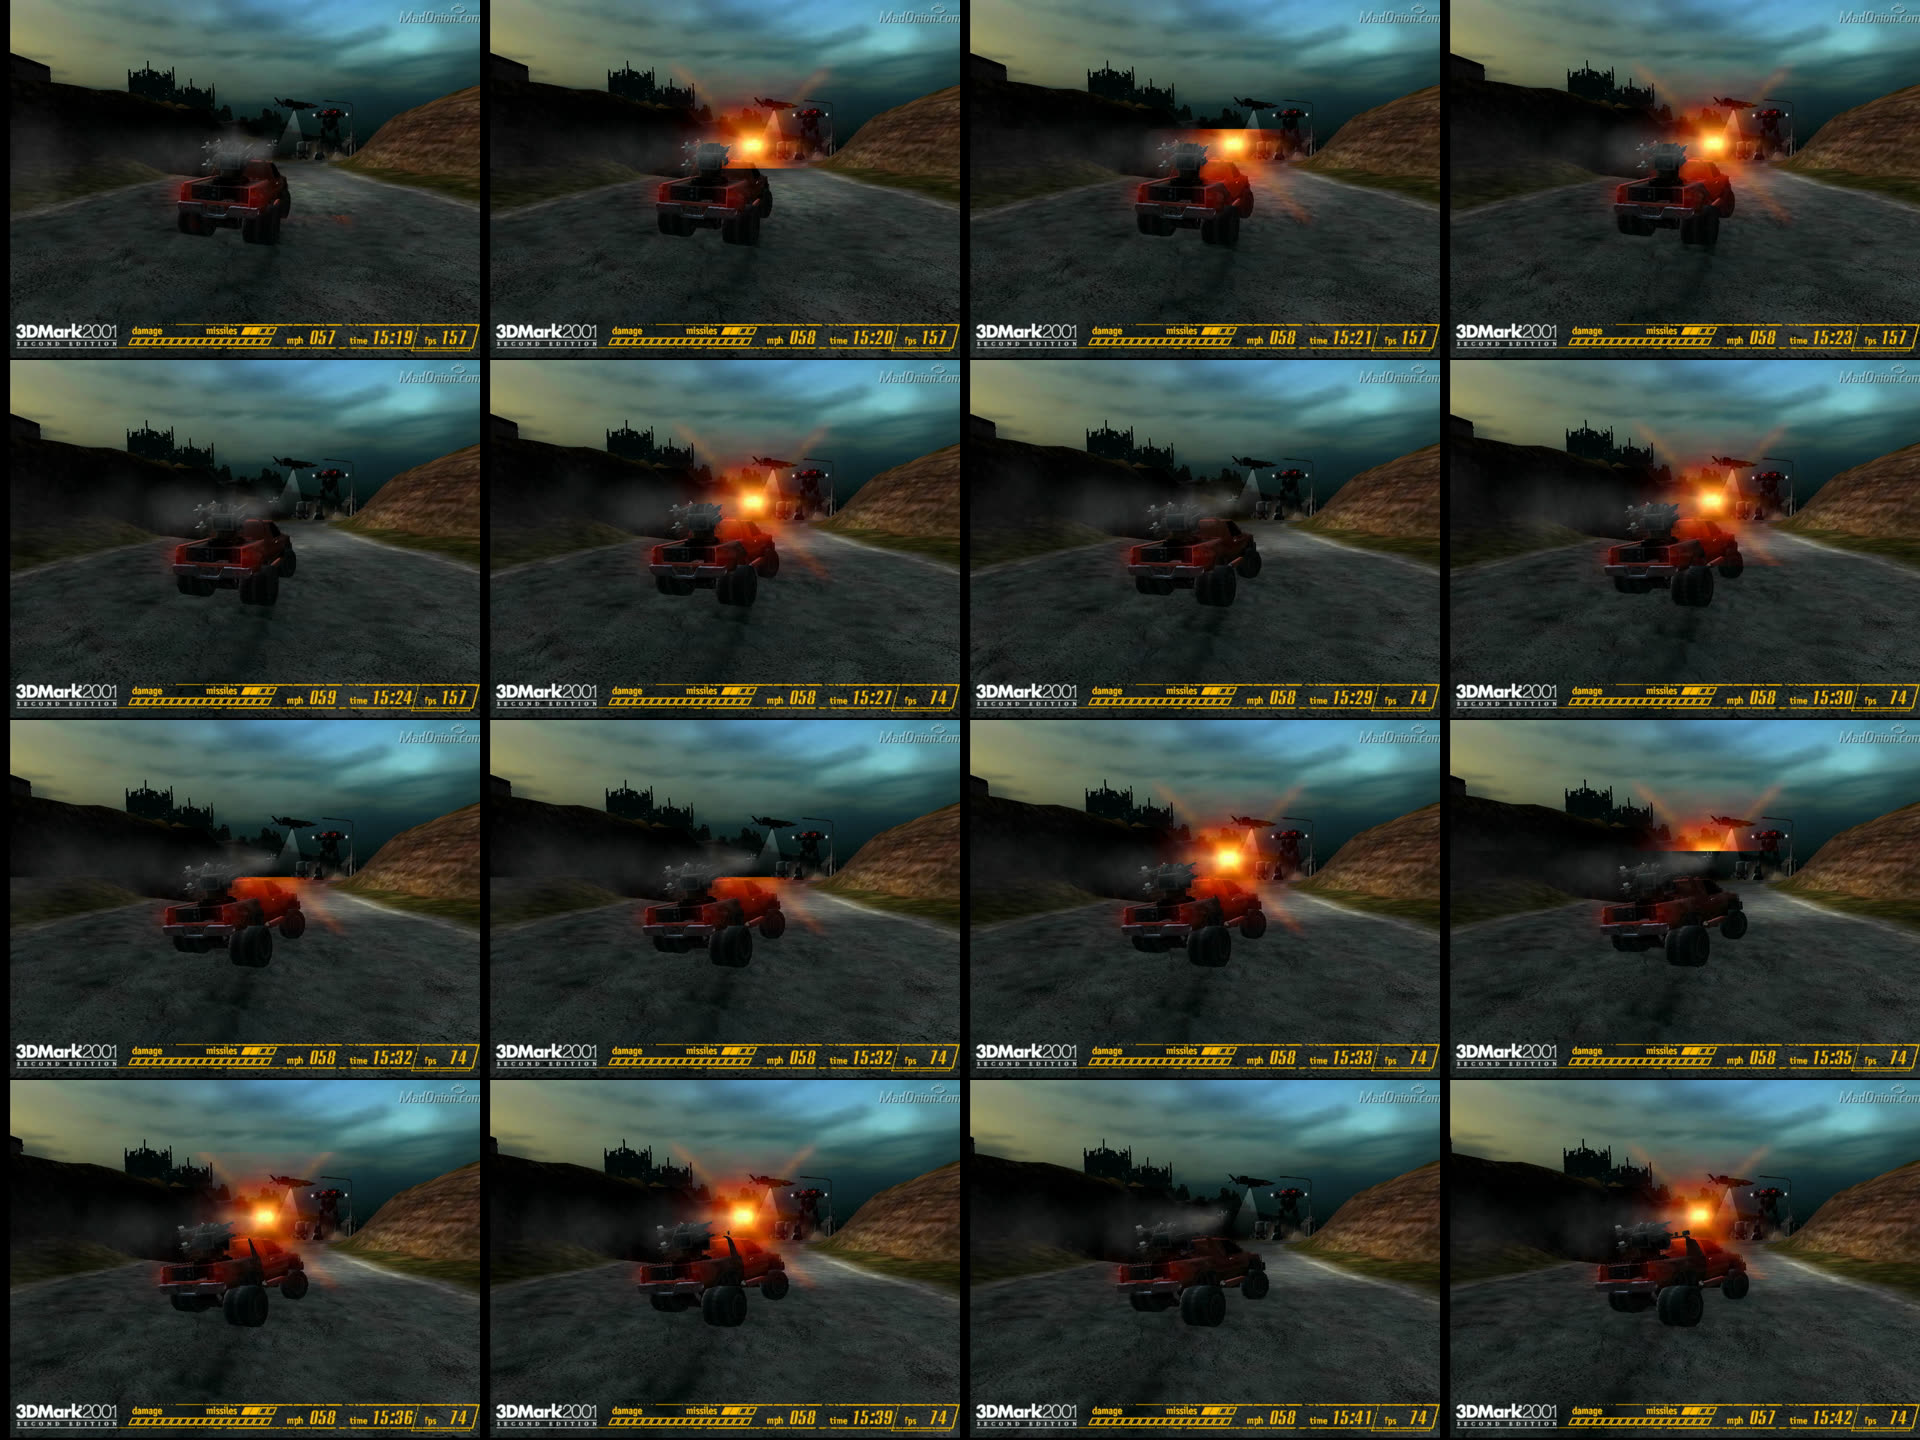 MadOnion.com MadOnion.com MadOnion.com MadOnion.com
3DMark2001 damage missiles mph 057 time 15:19 fps 157 3DMark2001 damage missiles mph 058 time 15:20 fps 157 3DMark2001 damage missiles mph 058 time 15:21 fps 157 3DMark2001 damage missiles mph 058 time 15:23 fps 157
SECOND EDITION SECOND EDITION SECOND EDITION SECOND EDITION
MadOnion.com MadOnion.com MadOnion.com MadOnion.com
3DMark2001 damage missiles mph 059 time 15:24 fps 157 3DMark2001 damage missiles mph 058 time 15:27 fps 74 3DMark2001 damage missiles mph 058 time 15:29 fps 74 3DMark2001 damage missiles mph 058 time 15:30 fps 74
SECOND EDITION SECOND EDITION SECOND EDITION SECOND EDITION
MadOnion.com MadOnion.com MadOnion.com MadOnion.com
3DMark2001 damage missiles mph 058 time 15:32 fps 74 3DMark2001 damage missiles mph 058 time 15:32 fps 74 3DMark2001 damage missiles mph 058 time 15:33 fps 74 3DMark2001 damage missiles mph 058 time 15:35 fps 74
SECOND EDITION SECOND EDITION SECOND EDITION SECOND EDITION
MadOnion.com MadOnion.com MadOnion.com MadOnion.com
3DMark2001 damage missiles mph 058 time 15:36 fps 74 3DMark2001 damage missiles mph 058 time 15:39 fps 74 3DMark2001 damage missiles mph 058 time 15:41 fps 74 3DMark2001 damage missiles mph 057 time 15:42 fps 74
SECOND EDITION SECOND EDITION SECOND EDITION SECOND EDITION